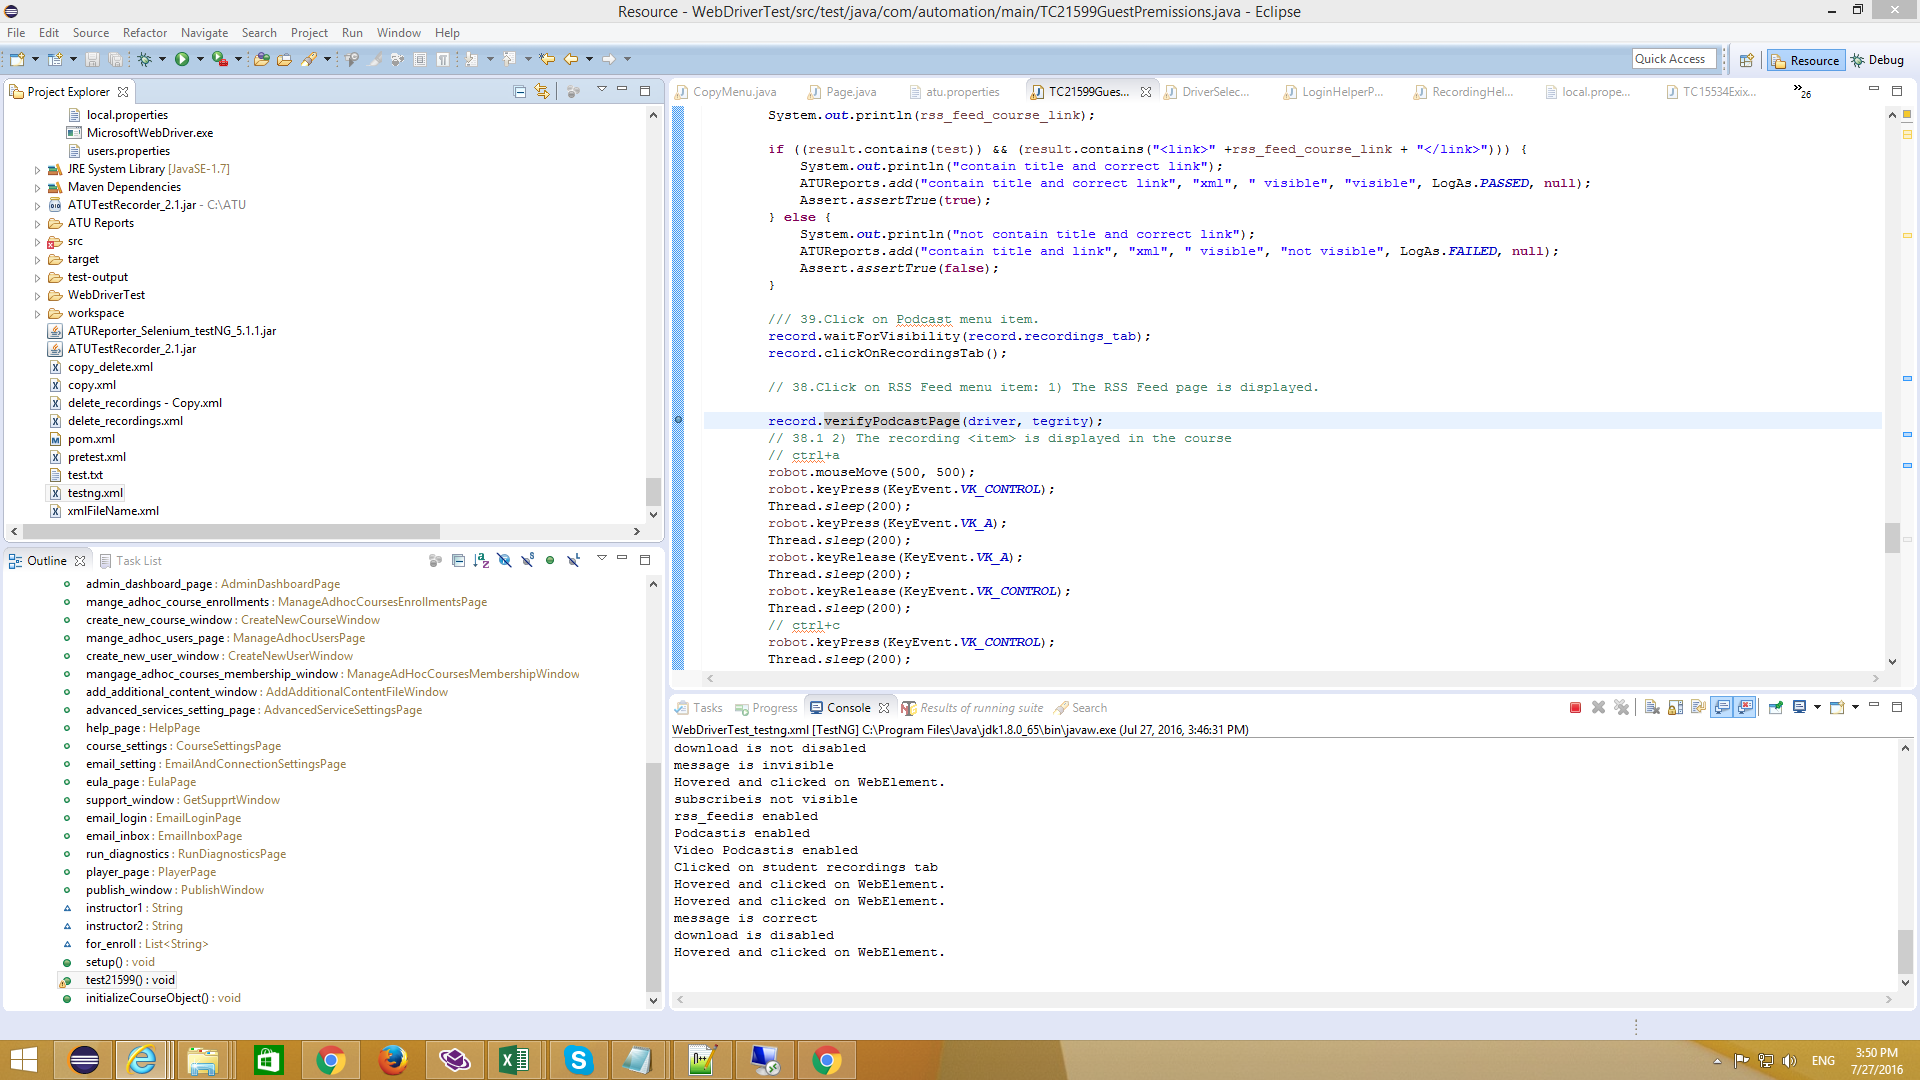 Resource - WebDriverTest/src/test/java/com/automation/main/TC21599GuestPremissions.java - Eclipse
File Edit Source Refactor Navigate Search Project Run Window Help
Quick Access
Resource
Debug
Project Explorer
local.properties
MicrosoftWebDriver.exe
users.properties
JRE System Library [JavaSE-1.7]
Maven Dependencies
ATUTestRecorder_2.1.jar - C:\ATU
ATU Reports
src
target
test-output
WebDriverTest
workspace
ATUReporter_Selenium_testNG_5.1.1.jar
ATUTestRecorder_2.1.jar
copy_delete.xml
copy.xml
delete_recordings - Copy.xml
delete_recordings.xml
pom.xml
pretest.xml
test.txt
testng.xml
xmlFileName.xml
Outline
Task List
admin_dashboard_page : AdminDashboardPage
mange_adhoc_course_enrollments : ManageAdhocCoursesEnrollmentsPage
create_new_course_window : CreateNewCourseWindow
mange_adhoc_users_page : ManageAdhocUsersPage
create_new_user_window : CreateNewUserWindow
mangage_adhoc_courses_membership_window : ManageAdHocCoursesMembershipWindow
add_additional_content_window : AddAdditionalContentFileWindow
advanced_services_setting_page : AdvancedServiceSettingsPage
help_page : HelpPage
course_settings : CourseSettingsPage
email_setting : EmailAndConnectionSettingsPage
eula_page : EulaPage
support_window : GetSupprtWindow
email_login : EmailLoginPage
email_inbox : EmailInboxPage
run_diagnostics : RunDiagnosticsPage
player_page : PlayerPage
publish_window : PublishWindow
instructor1 : String
instructor2 : String
for_enroll : List<String>
setup() : void
test21599() : void
initializeCourseObject() : void
CopyMenu.java
Page.java
atu.properties
TC21599Gues...
DriverSelec...
LoginHelperP...
RecordingHel...
local.prope...
TC15534Exix...
»26
System.out.println(rss_feed_course_link);
if ((result.contains(test)) && (result.contains("<link>" +rss_feed_course_link + "</link>"))) {
System.out.println("contain title and correct link");
ATUReports.add("contain title and correct link", "xml", " visible", "visible", LogAs.PASSED, null);
Assert.assertTrue(true);
} else {
System.out.println("not contain title and correct link");
ATUReports.add("contain title and link", "xml", " visible", "not visible", LogAs.FAILED, null);
Assert.assertTrue(false);
}
/// 39.Click on Podcast menu item.
record.waitForVisibility(record.recordings_tab);
record.clickOnRecordingsTab();
// 38.Click on RSS Feed menu item: 1) The RSS Feed page is displayed.
record.verifyPodcastPage(driver, tegrity);
// 38.1 2) The recording <item> is displayed in the course
// ctrl+a
robot.mouseMove(500, 500);
robot.keyPress(KeyEvent.VK_CONTROL);
Thread.sleep(200);
robot.keyPress(KeyEvent.VK_A);
Thread.sleep(200);
robot.keyRelease(KeyEvent.VK_A);
Thread.sleep(200);
robot.keyRelease(KeyEvent.VK_CONTROL);
Thread.sleep(200);
// ctrl+c
robot.keyPress(KeyEvent.VK_CONTROL);
Thread.sleep(200);
Tasks
Progress
Console
Results of running suite
Search
WebDriverTest_testng.xml [TestNG] C:\Program Files\Java\jdk1.8.0_65\bin\javaw.exe (Jul 27, 2016, 3:46:31 PM)
download is not disabled
message is invisible
Hovered and clicked on WebElement.
subscribeis not visible
rss_feedis enabled
Podcastis enabled
Video Podcastis enabled
Clicked on student recordings tab
Hovered and clicked on WebElement.
Hovered and clicked on WebElement.
message is correct
download is disabled
Hovered and clicked on WebElement.
ENG
3:50 PM
7/27/2016